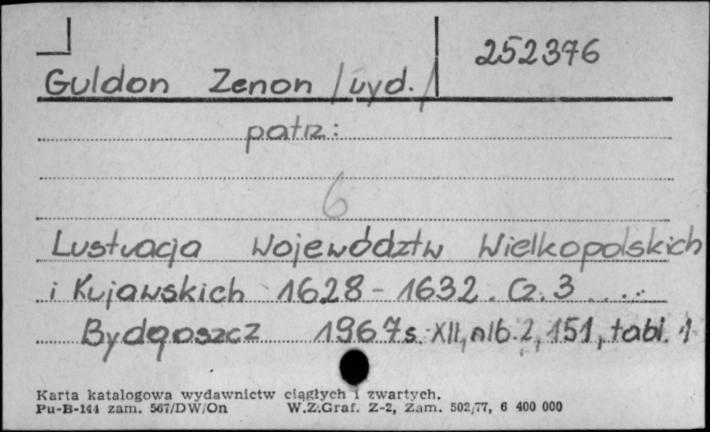 252376
Guldon Zenon /wyd./
patrz:
6
Lustracja Województw Wielkopolskich
i Kujawskich 1628-1632. Cz. 3
Bydgoszcz 1967 s. XII, nlb. 2, 151, tabl. 1
Karta katalogowa wydawnictw ciągłych i zwartych.
Pu-B-144 zam. 567/DW/On W.Z.Graf. Z-2, Zam. 502/77, 6 400 000